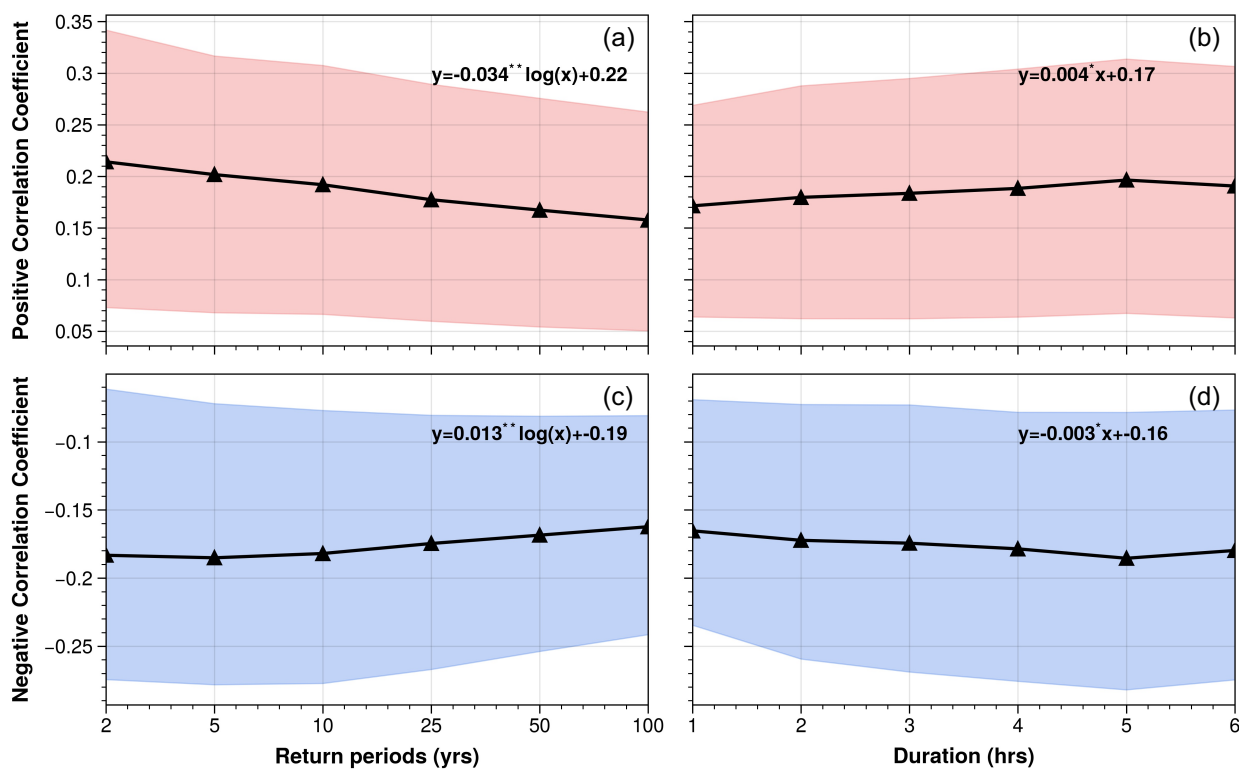 Positive Correlation Coefficient
0.35
0.3
0.25
0.2
0.15
0.1
0.05
(a)
y=-0.034**log(x)+0.22
(b)
y=0.004*x+0.17
Negative Correlation Coefficient
−0.1
−0.15
−0.2
−0.25
(c)
y=0.013**log(x)+-0.19
(d)
y=-0.003*x+-0.16
2 5 10 25 50 100
Return periods (yrs)
1 2 3 4 5 6
Duration (hrs)